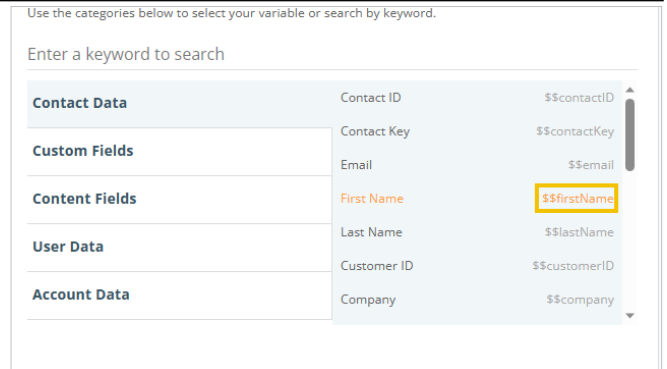 Use the categories below to select your variable or search by keyword.
Enter a keyword to search
Contact Data
Custom Fields
Content Fields
User Data
Account Data
Contact ID $$contactID
Contact Key $$contactKey
Email $$email
First Name $$firstName
Last Name $$lastName
Customer ID $$customerID
Company $$company